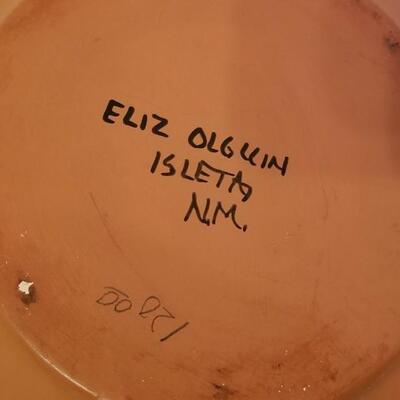 ELIZ OLGUIN
ISLETA,
N.M.